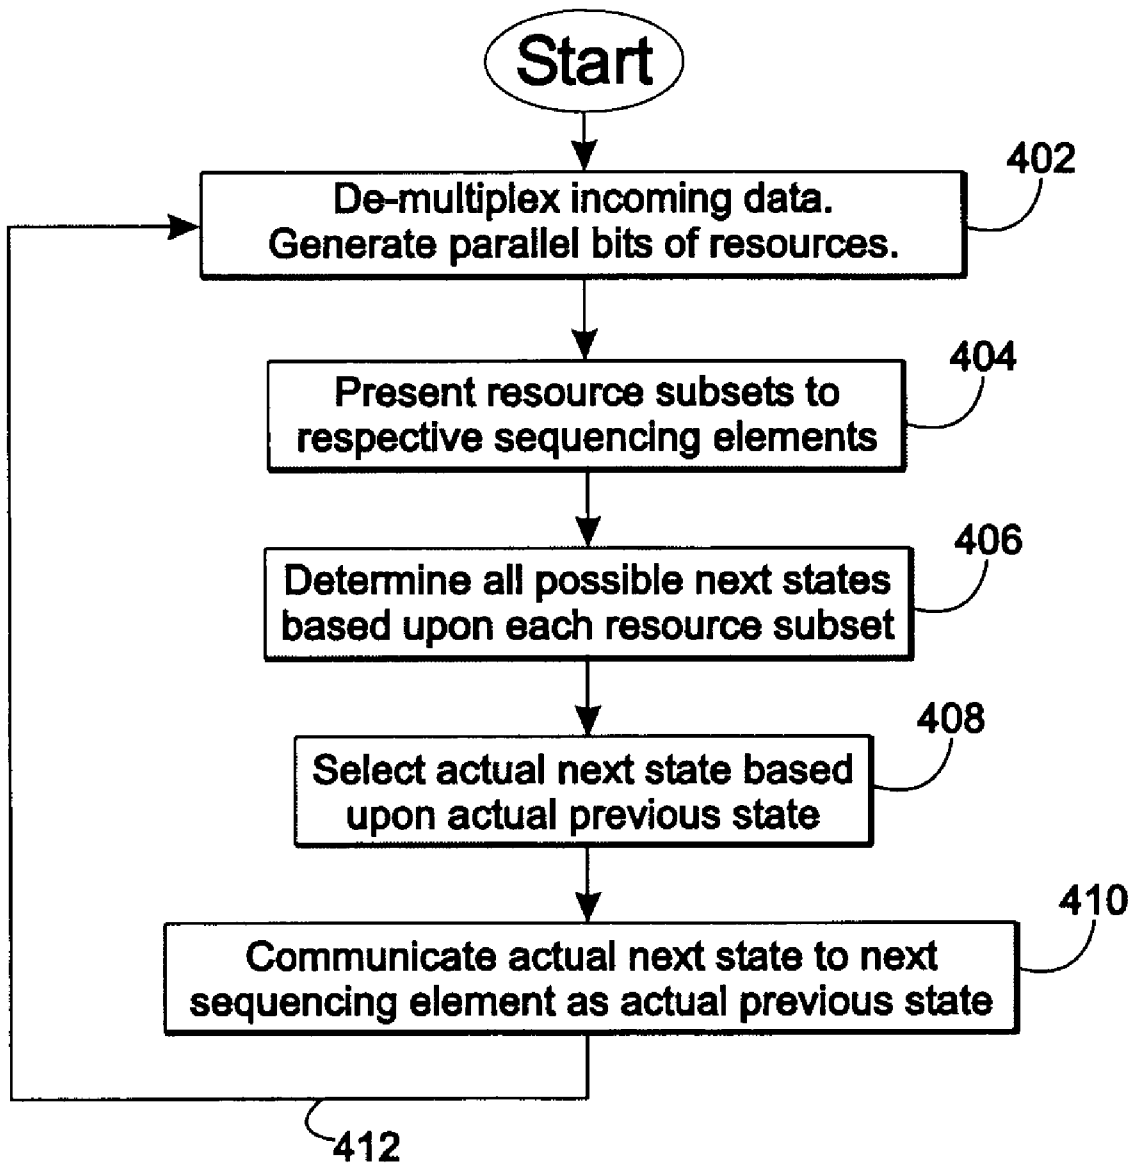 Start
402
De-multiplex incoming data.
Generate parallel bits of resources.
404
Present resource subsets to
respective sequencing elements
406
Determine all possible next states
based upon each resource subset
408
Select actual next state based
upon actual previous state
410
Communicate actual next state to next
sequencing element as actual previous state
412